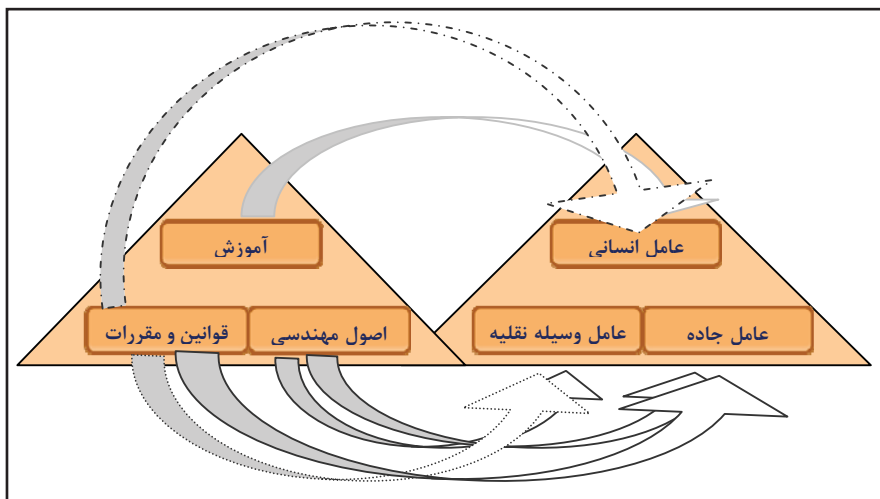 عامل انسانی
آموزش
عامل جاده
عامل وسیله نقلیه
اصول مهندسی
قوانین و مقررات